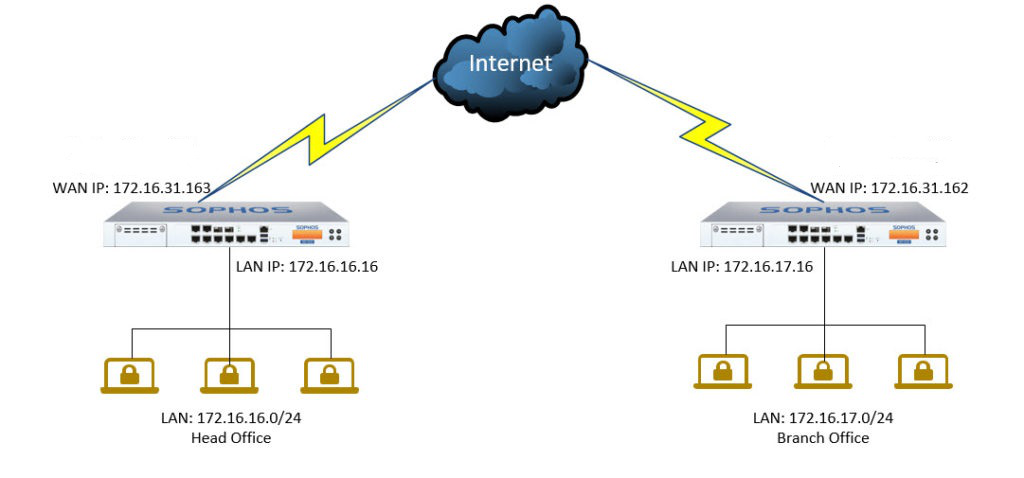 Internet
WAN IP: 172.16.31.163
WAN IP: 172.16.31.162
SOPHOS
SOPHOS
SOPHOS
SOPHOS
LAN IP: 172.16.16.16
LAN IP: 172.16.17.16
LAN: 172.16.16.0/24
Head Office
LAN: 172.16.17.0/24
Branch Office